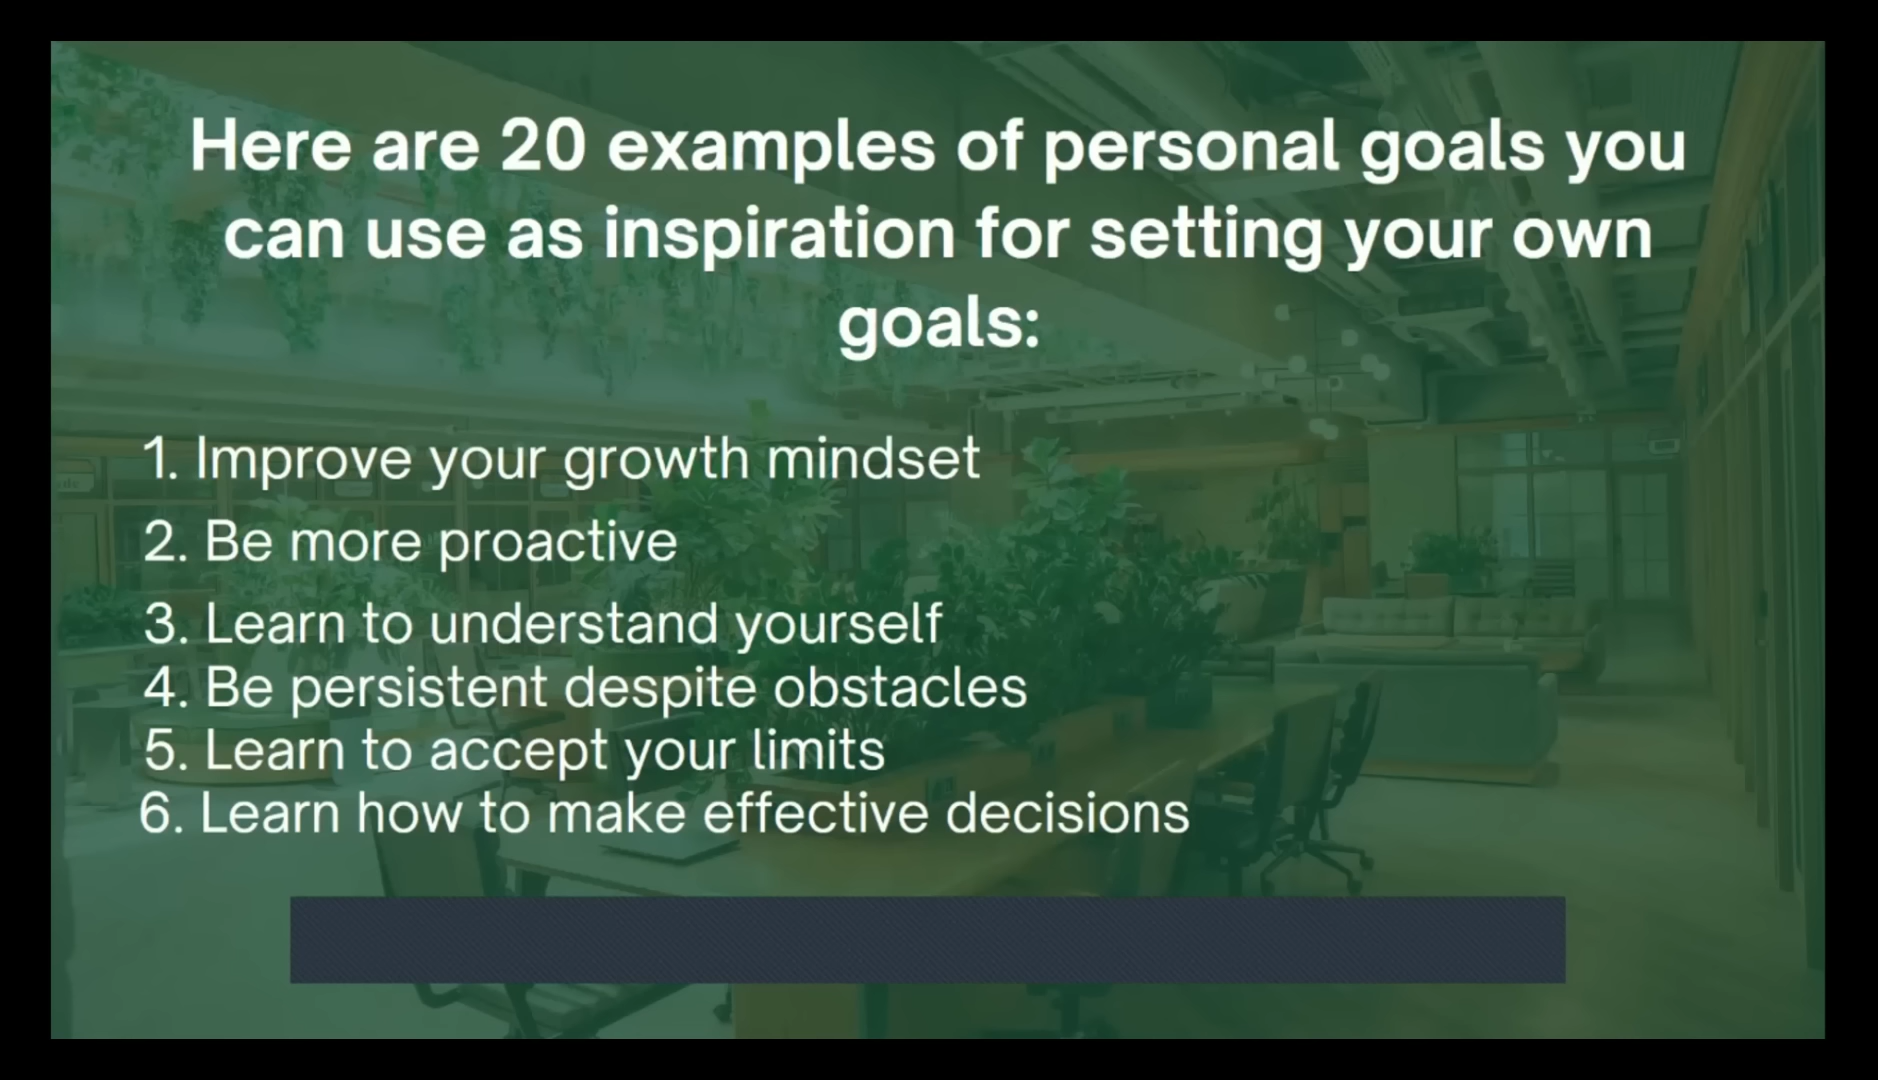 Here are 20 examples of personal goals you
can use as inspiration for setting your own
goals:
1. Improve your growth mindset
2. Be more proactive
3. Learn to understand yourself
4. Be persistent despite obstacles
5. Learn to accept your limits
6. Learn how to make effective decisions